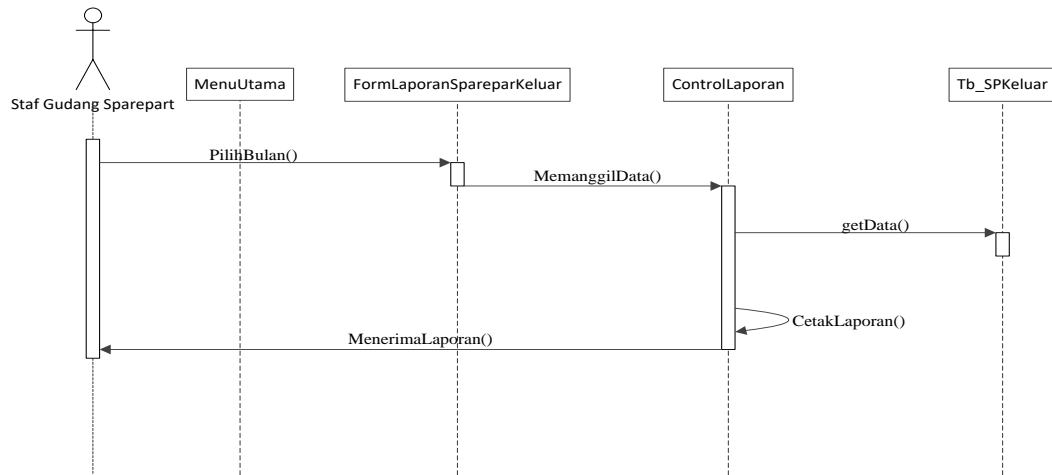 Staf Gudang Sparepart
MenuUtama
FormLaporanSpareparKeluar
ControlLaporan
Tb_SPKeluar
PilihBulan()
MemanggilData()
getData()
CetakLaporan()
MenerimaLaporan()